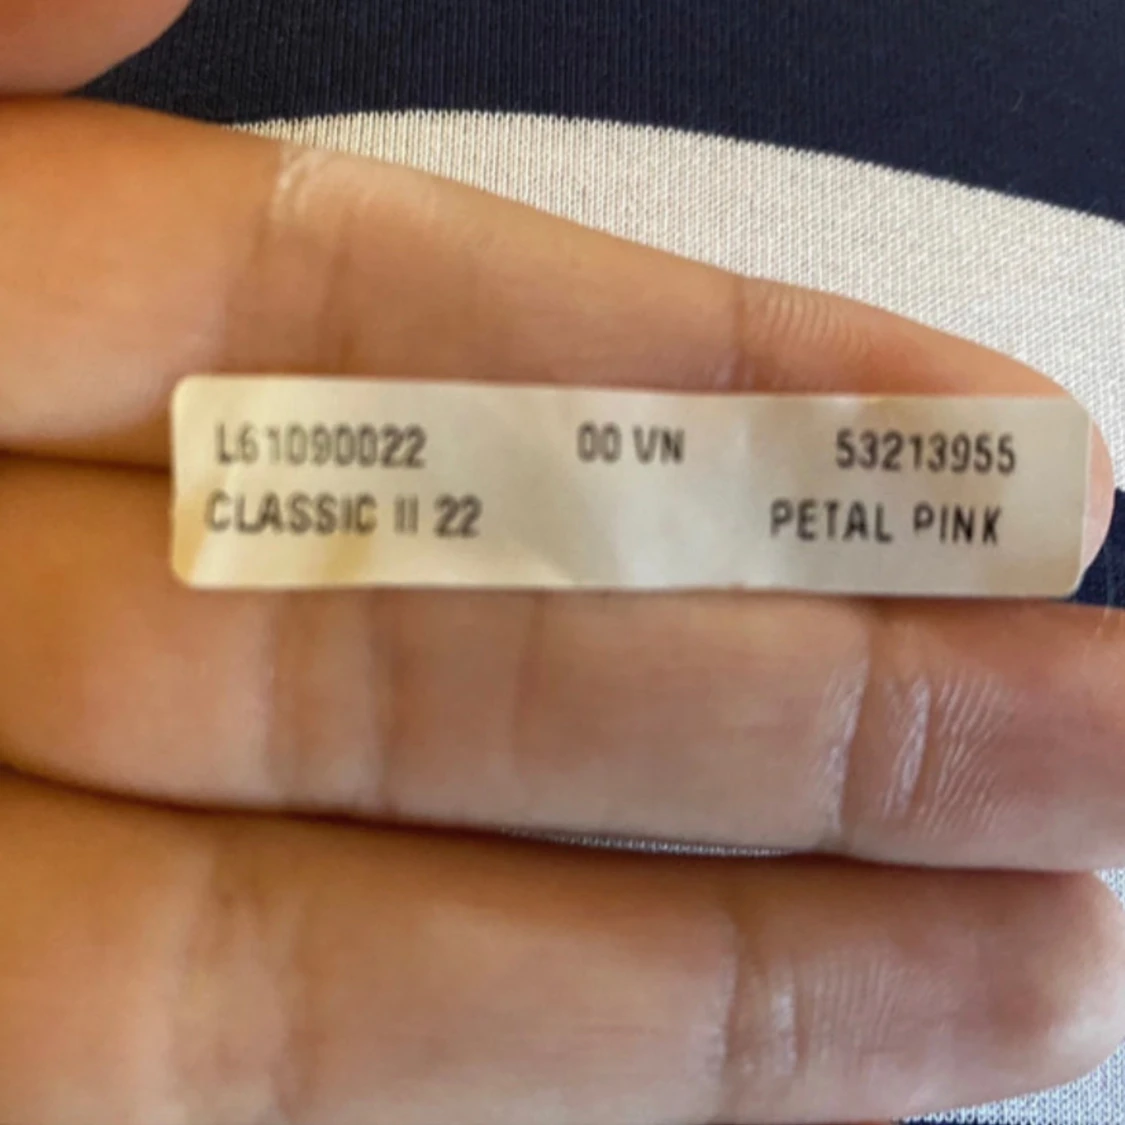 L61090022 00 VN 53213955
CLASSIC II 22 PETAL PINK